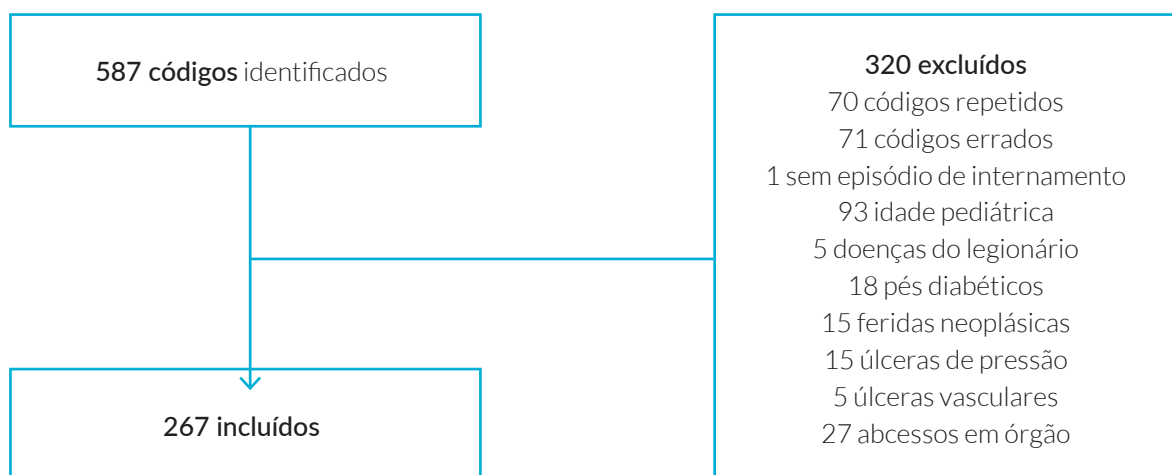 587 códigos identificados
320 excluídos
70 códigos repetidos
71 códigos errados
1 sem episódio de internamento
93 idade pediátrica
5 doenças do legionário
18 pés diabéticos
15 feridas neoplásicas
15 úlceras de pressão
5 úlceras vasculares
27 abcessos em órgão
267 incluídos